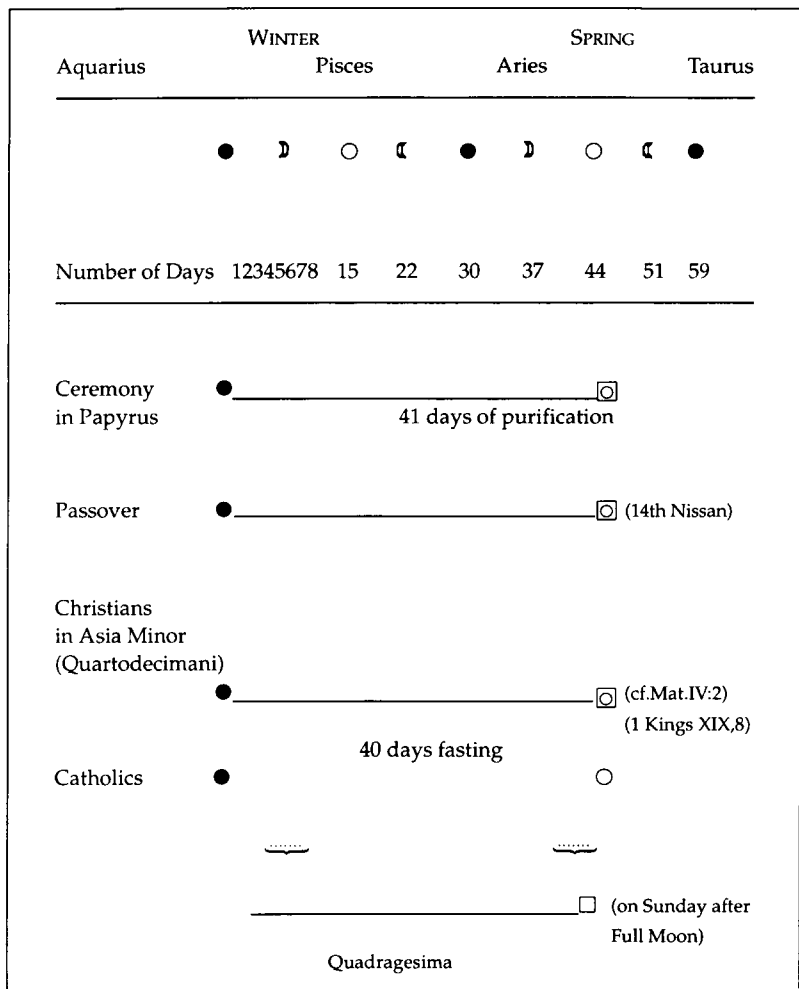 WINTER SPRING
Aquarius Pisces Aries Taurus
Number of Days 12345678 15 22 30 37 44 51 59
Ceremony
in Papyrus
41 days of purification
Passover (14th Nissan)
Christians
in Asia Minor
(Quartodecimani)
(cf.Mat.IV:2)
(1 Kings XIX,8)
40 days fasting
Catholics
(on Sunday after
Full Moon)
Quadragesima